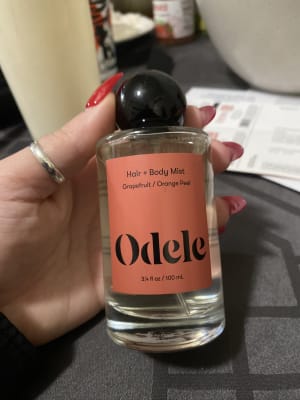 Hair + Body Mist
Grapefruit / Orange Peel
Odele
3.4 fl oz / 100 mL